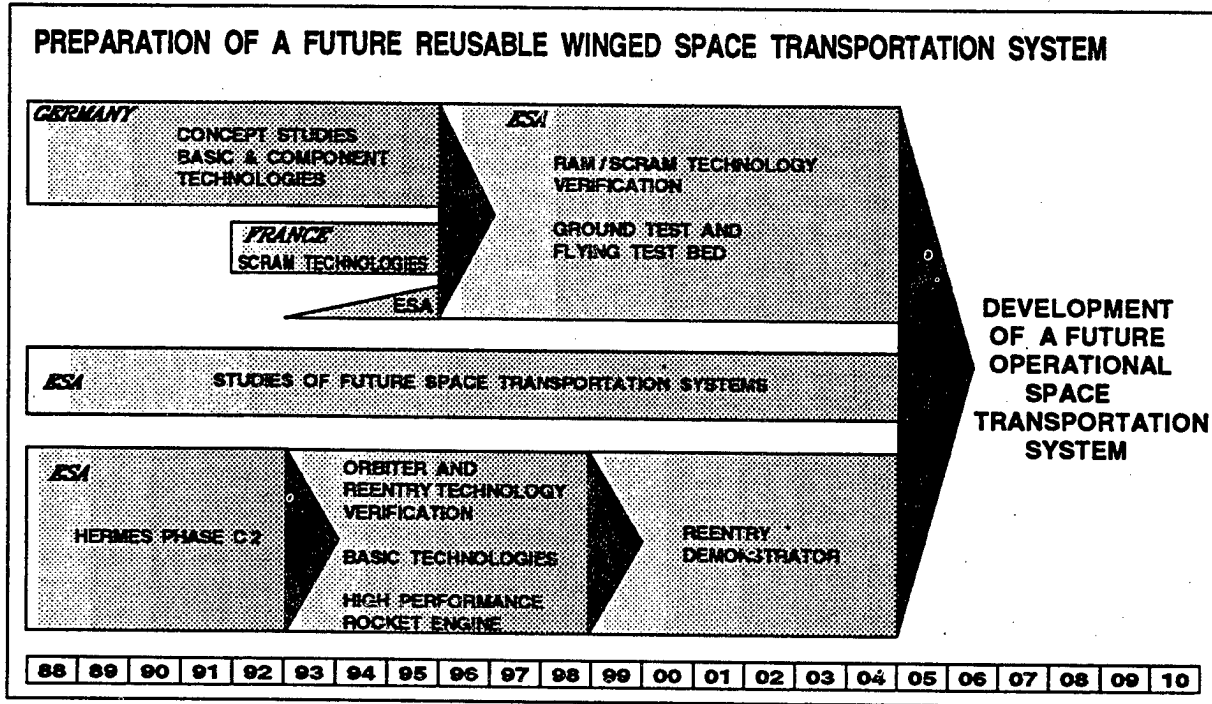 PREPARATION OF A FUTURE REUSABLE WINGED SPACE TRANSPORTATION SYSTEM
GERMANY
CONCEPT STUDIES
BASIC & COMPONENT
TECHNOLOGIES
FRANCE
SCRAM TECHNOLOGIES
ESA
ESA
RAM/SCRAM TECHNOLOGY
VERIFICATION
GROUND TEST AND
FLYING TEST BED
ESA
STUDIES OF FUTURE SPACE TRANSPORTATION SYSTEMS
ESA
HERMES PHASE C2
ORBITER AND
REENTRY TECHNOLOGY
VERIFICATION
BASIC TECHNOLOGIES
HIGH PERFORMANCE
ROCKET ENGINE
REENTRY
DEMONSTRATOR
DEVELOPMENT
OF A FUTURE
OPERATIONAL
SPACE
TRANSPORTATION
SYSTEM
88 89 90 91 92 93 94 95 96 97 98 99 00 01 02 03 04 05 06 07 08 09 10